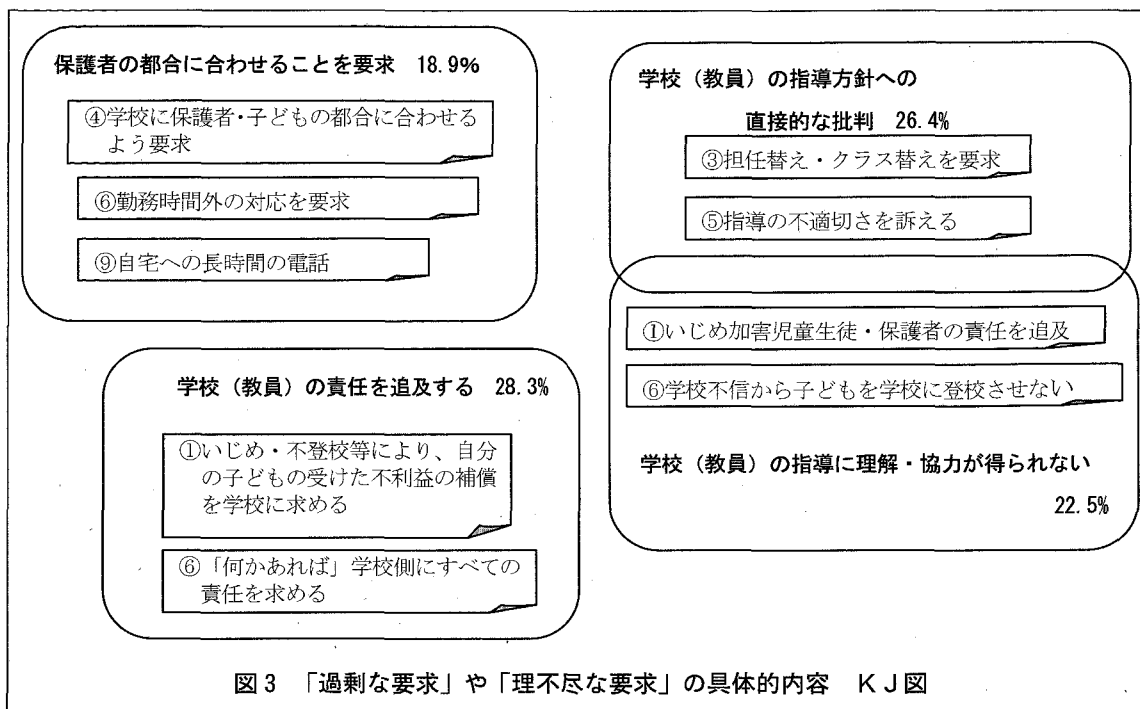 保護者の都合に合わせることを要求 18.9%
④学校に保護者・子どもの都合に合わせる
よう要求
⑥勤務時間外の対応を要求
⑨自宅への長時間の電話
学校（教員）の指導方針への
直接的な批判 26.4%
③担任替え・クラス替えを要求
⑤指導の不適切さを訴える
①いじめ加害児童生徒・保護者の責任を追及
⑥学校不信から子どもを学校に登校させない
学校（教員）の指導に理解・協力が得られない
22.5%
学校（教員）の責任を追及する 28.3%
①いじめ・不登校等により、自分
の子どもの受けた不利益の補償
を学校に求める
⑥「何かあれば」学校側にすべての
責任を求める
図3 「過剰な要求」や「理不尽な要求」の具体的内容 ＫＪ図